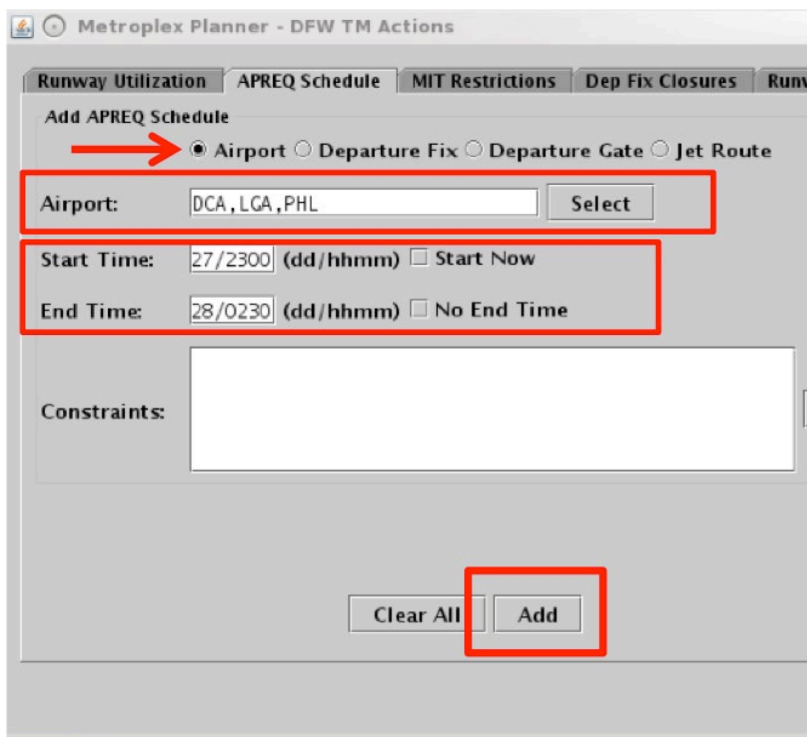 Metroplex Planner - DFW TM Actions
Runway Utilization APREQ Schedule MIT Restrictions Dep Fix Closures
Add APREQ Schedule
Airport Departure Fix Departure Gate Jet Route
Airport: DCA,LGA,PHL Select
Start Time: 27/2300 (dd/hhmm) Start Now
End Time: 28/0230 (dd/hhmm) No End Time
Constraints:
Clear All Add